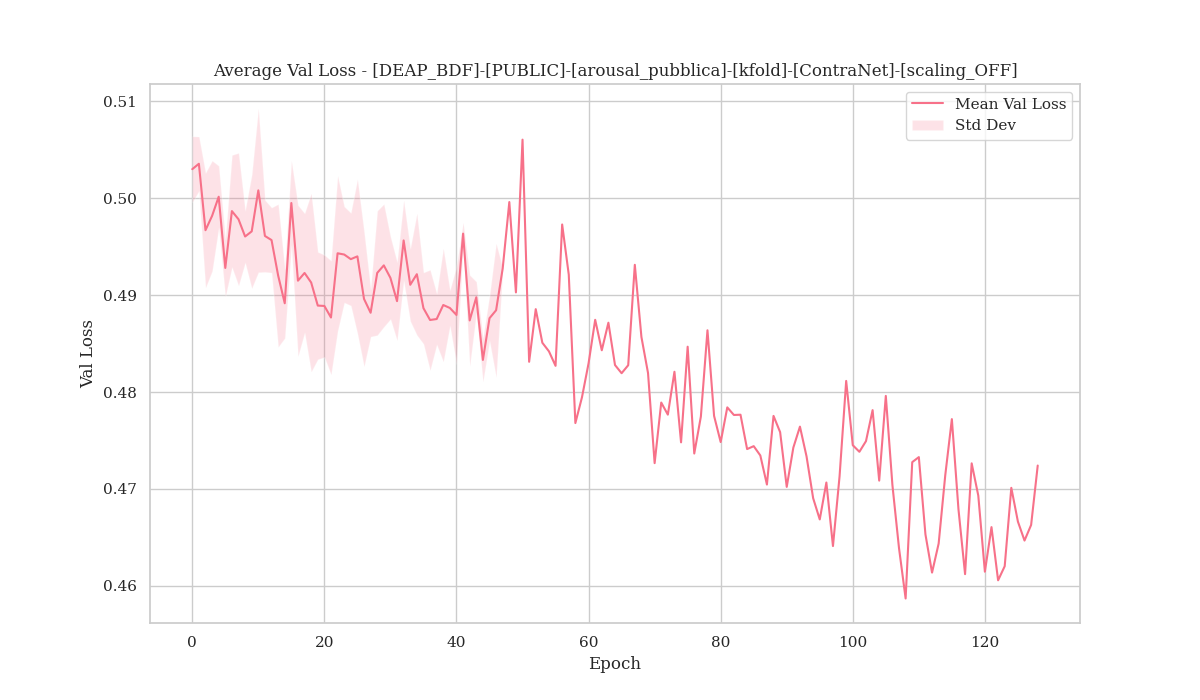 Average Val Loss - [DEAP_BDF]-[PUBLIC]-[arousal_pubblica]-[kfold]-[ContraNet]-[scaling_OFF]
Mean Val Loss
Std Dev
0.51
0.50
0.49
0.48
0.47
0.46
Val Loss
0 20 40 60 80 100 120
Epoch